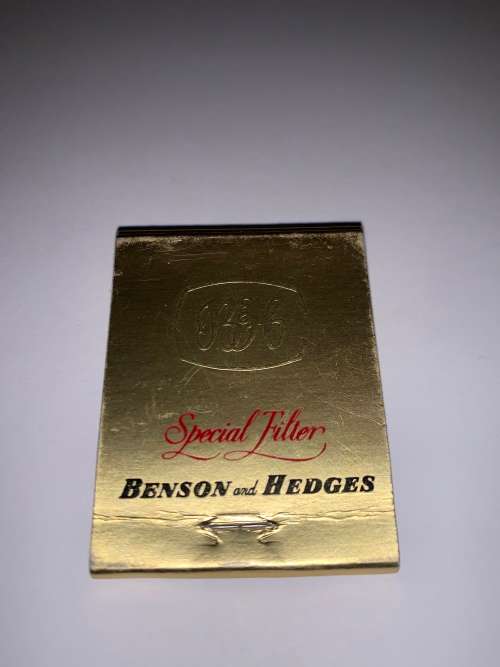 B&H
Special Filter
BENSON and HEDGES